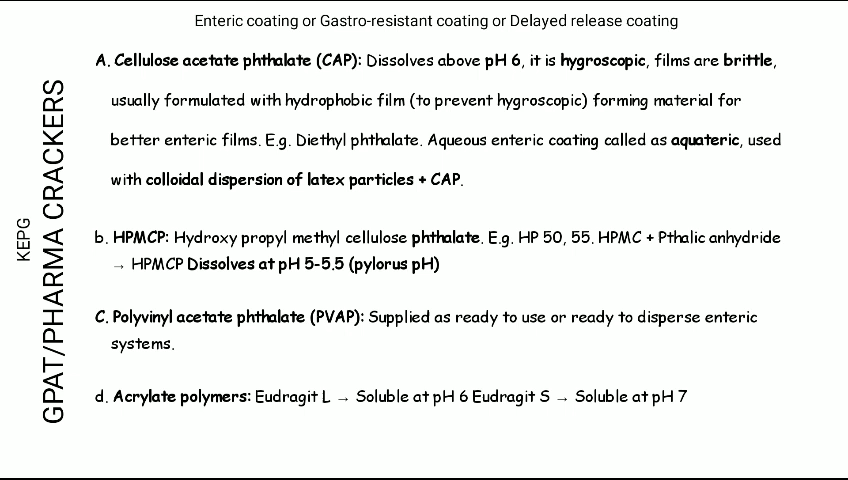 Enteric coating or Gastro-resistant coating or Delayed release coating
A. Cellulose acetate phthalate (CAP): Dissolves above pH 6, it is hygroscopic, films are brittle,
usually formulated with hydrophobic film (to prevent hygroscopic) forming material for
better enteric films. E.g. Diethyl phthalate. Aqueous enteric coating called as aquateric, used
with colloidal dispersion of latex particles + CAP.
b. HPMCP: Hydroxy propyl methyl cellulose phthalate. E.g. HP 50, 55. HPMC + Pthalic anhydride
→ HPMCP Dissolves at pH 5-5.5 (pylorus pH)
C. Polyvinyl acetate phthalate (PVAP): Supplied as ready to use or ready to disperse enteric
systems.
d. Acrylate polymers: Eudragit L → Soluble at pH 6 Eudragit S → Soluble at pH 7
KEPG
GPAT/PHARMA CRACKERS